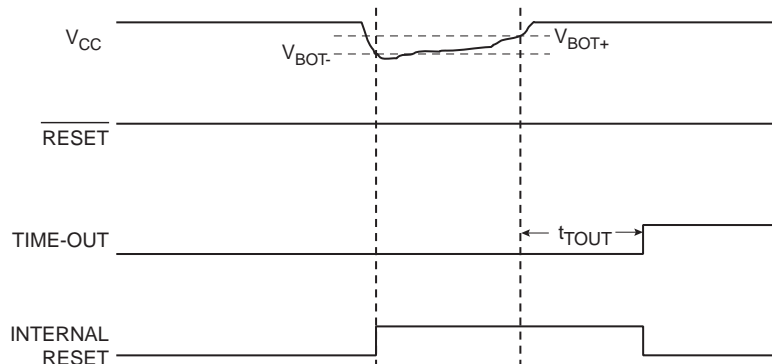 VCC
VBOT-
VBOT+
RESET
TIME-OUT
tTOUT
INTERNAL
RESET